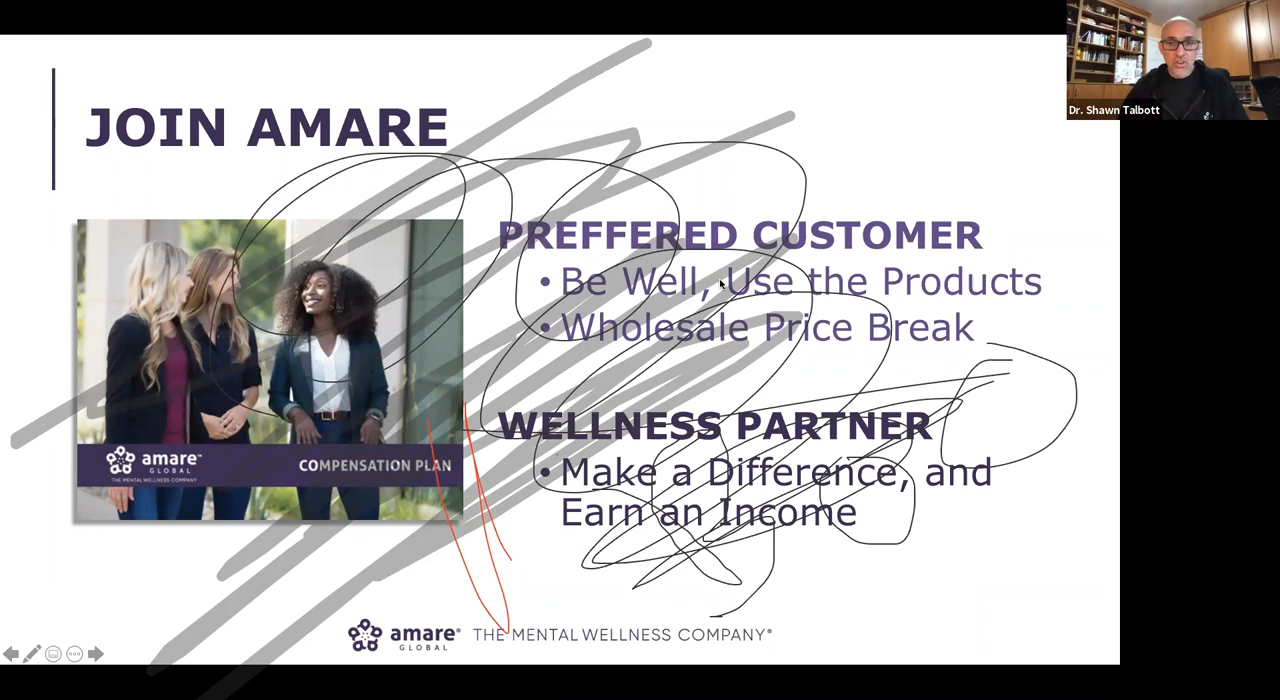 Dr. Shawn Talbott
JOIN AMARE
PREFFERED CUSTOMER
• Be Well, Use the Products
• Wholesale Price Break
WELLNESS PARTNER
• Make a Difference, and
Earn an Income
amare™
GLOBAL
THE MENTAL WELLNESS COMPANY
COMPENSATION PLAN
amare®
GLOBAL
THE MENTAL WELLNESS COMPANY®